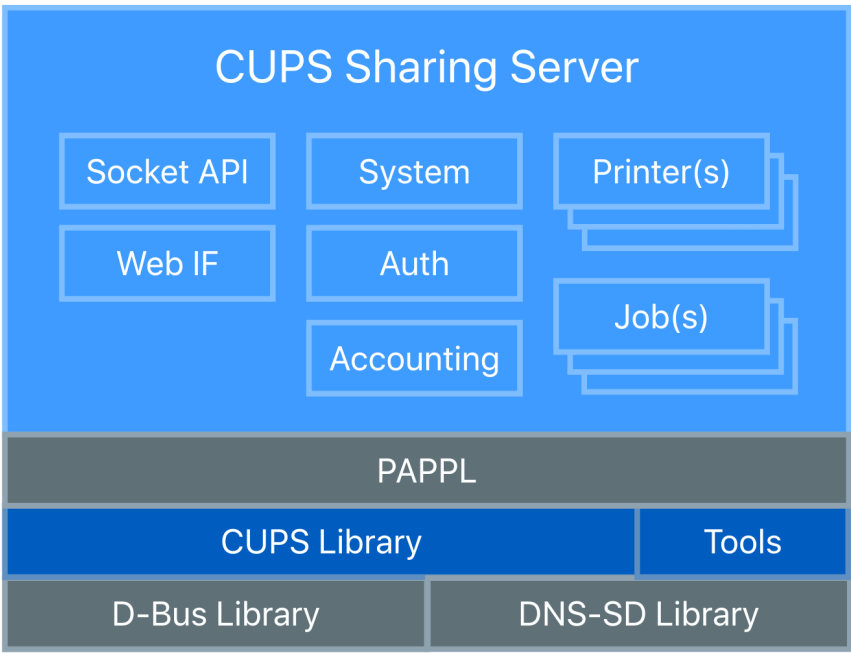 CUPS Sharing Server
Socket API
System
Printer(s)
Web IF
Auth
Job(s)
Accounting
PAPPL
CUPS Library
Tools
D-Bus Library
DNS-SD Library